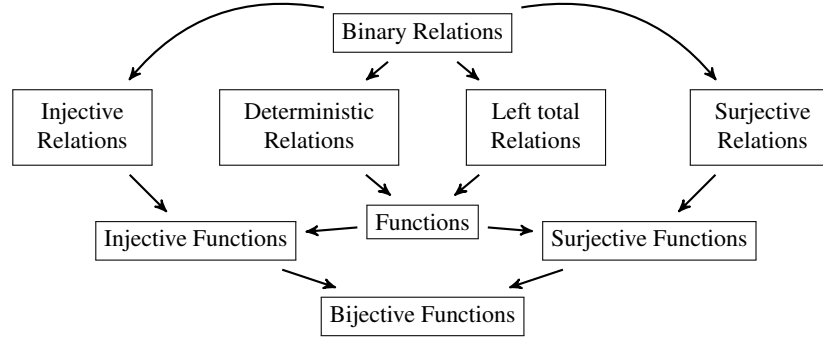 Binary Relations
Injective
Relations
Deterministic
Relations
Left total
Relations
Surjective
Relations
Functions
Injective Functions
Surjective Functions
Bijective Functions